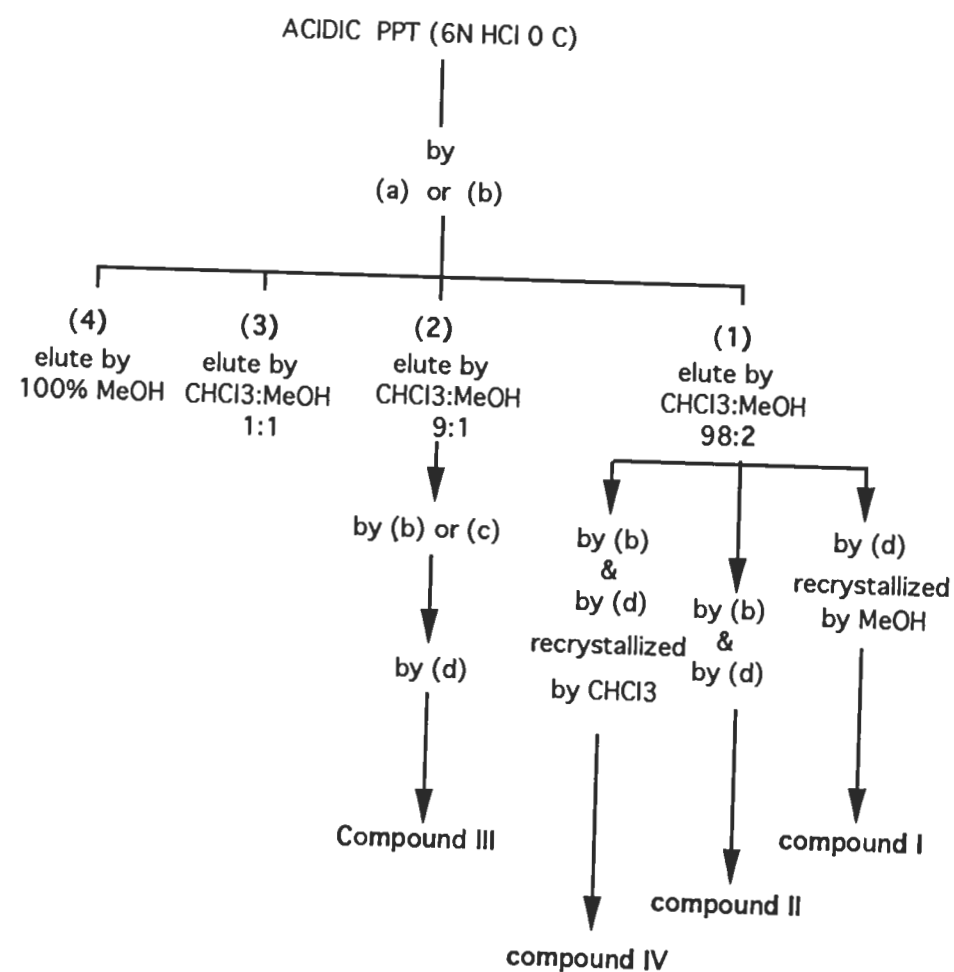 ACIDIC PPT (6N HCl 0 C)
by
(a) or (b)
(4)
elute by
100% MeOH
(3)
elute by
CHCl3:MeOH
1:1
(2)
elute by
CHCl3:MeOH
9:1
by (b) or (c)
by (d)
Compound III
(1)
elute by
CHCl3:MeOH
98:2
by (b)
&
by (d)
recrystallized
by CHCl3
compound IV
by (b)
&
by (d)
compound II
by (d)
recrystallized
by MeOH
compound I